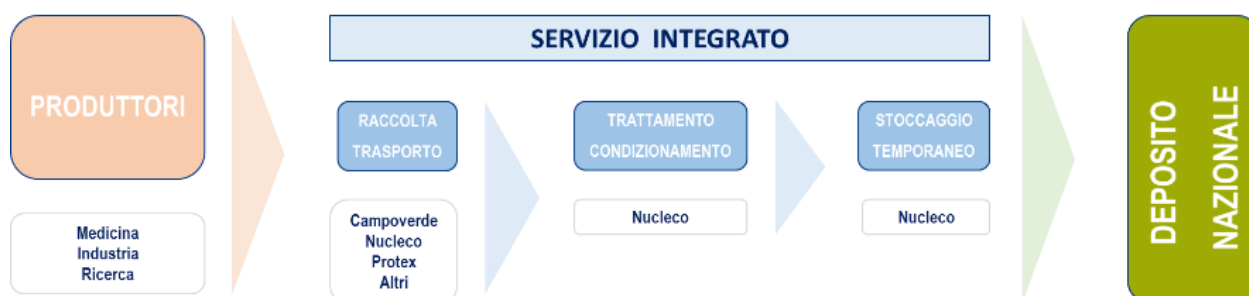 PRODUTTORI
Medicina
Industria
Ricerca
SERVIZIO INTEGRATO
RACCOLTA
TRASPORTO
Campoverde
Nucleco
Protex
Altri
TRATTAMENTO
CONDIZIONAMENTO
Nucleco
STOCCAGGIO
TEMPORANEO
Nucleco
DEPOSITO
NAZIONALE